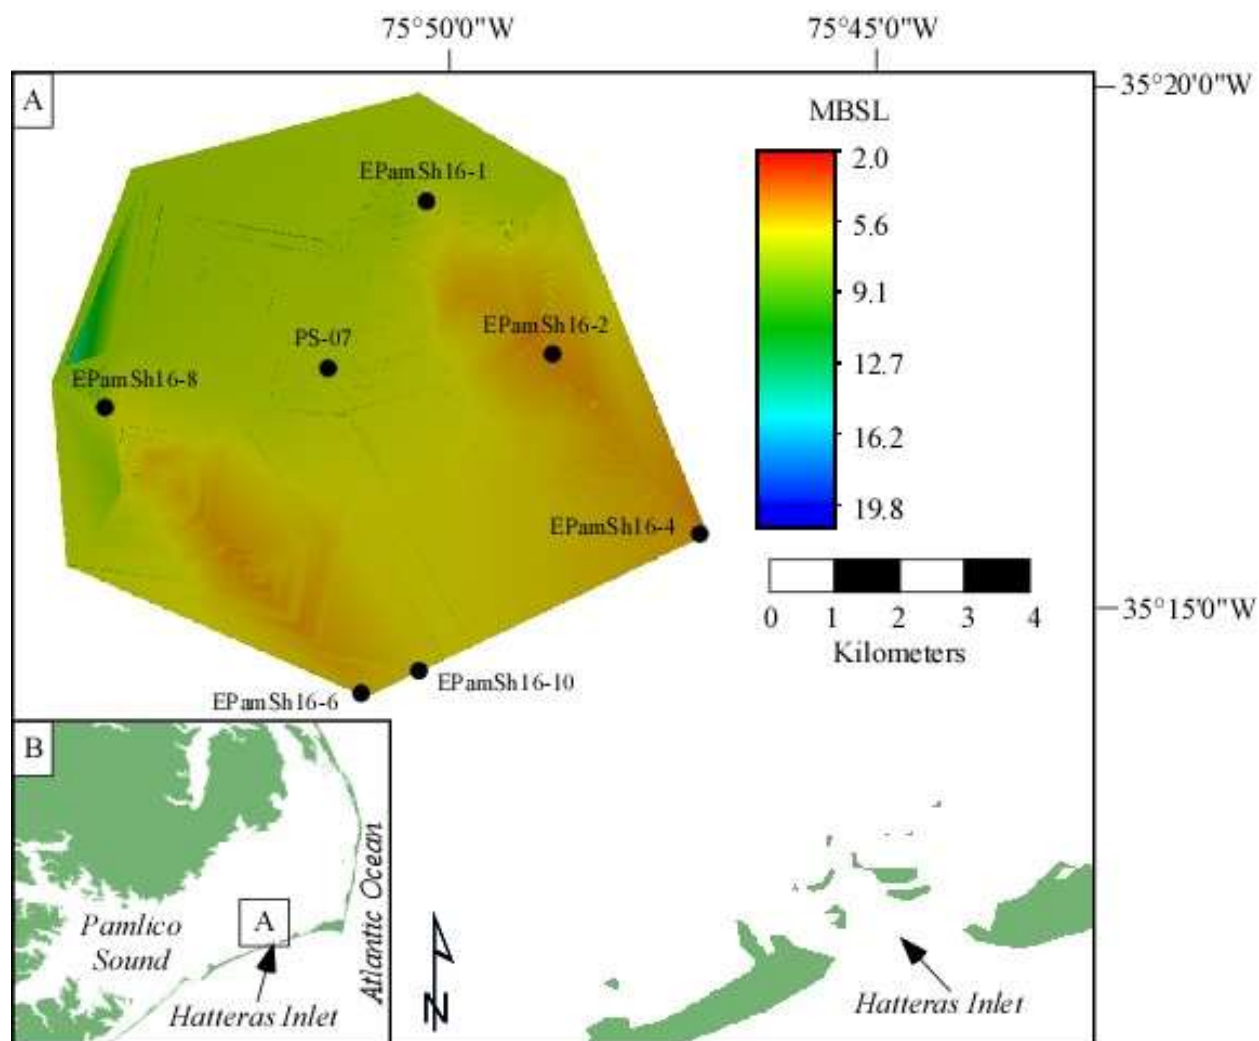 75°50'0"W
75°45'0"W
35°20'0"W
A
MBSL
2.0
EPamSh16-1
5.6
9.1
EPamSh16-2
PS-07
12.7
EPamSh16-8
16.2
19.8
EPamSh16-4
35°15'0"W
0 1 2 3 4
Kilometers
EPamSh16-10
EPamSh16-6
B
Atlantic Ocean
A
Pamlico
Sound
Hatteras Inlet
N
Hatteras Inlet